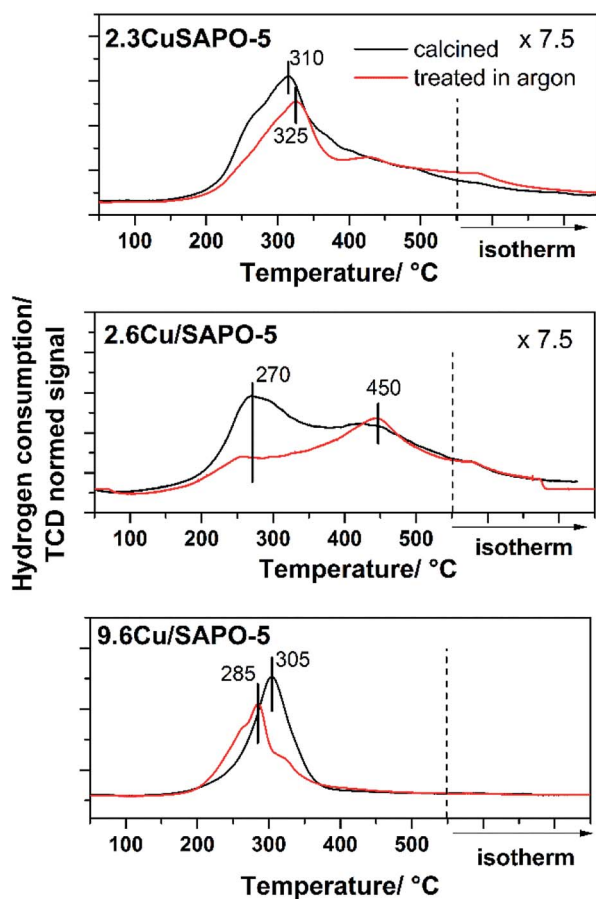 2.3CuSAPO-5
310
calcined
x 7.5
treated in argon
325
100 200 300 400 500
isotherm
Temperature/ °C
Hydrogen consumption/
TCD normed signal
2.6Cu/SAPO-5
x 7.5
270
450
100 200 300 400 500
isotherm
Temperature/ °C
9.6Cu/SAPO-5
285
305
100 200 300 400 500
isotherm
Temperature/ °C